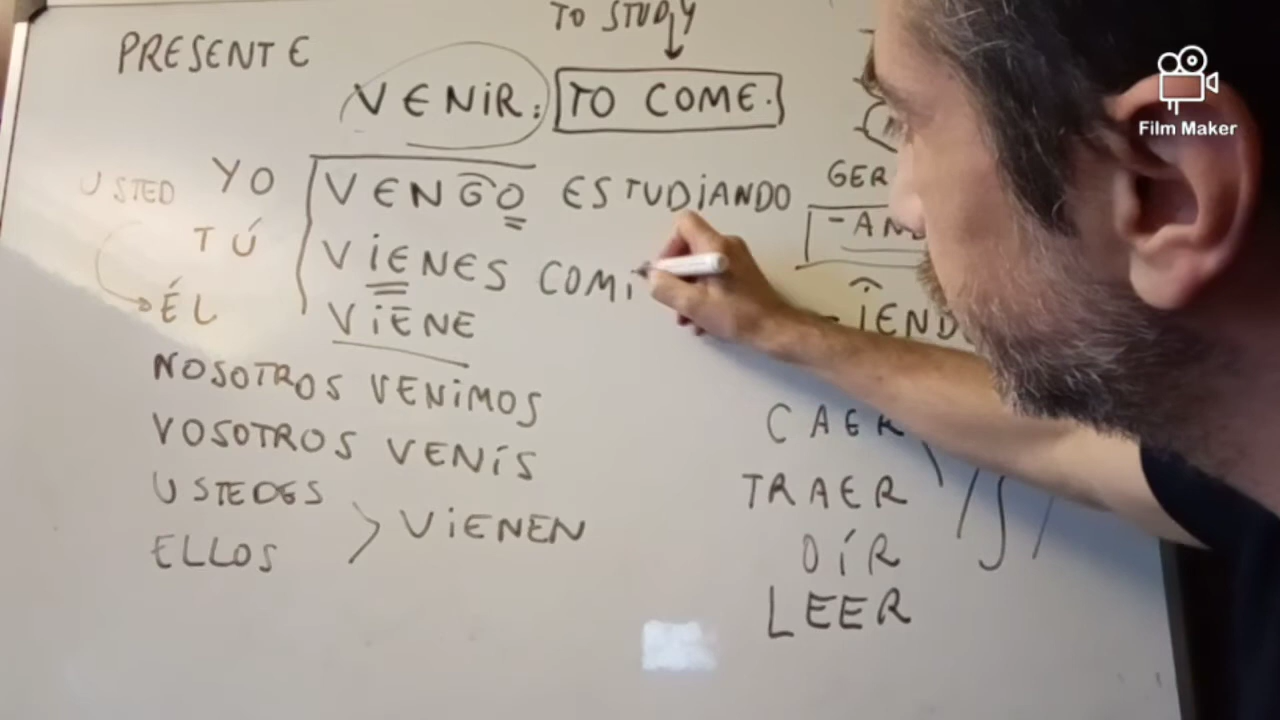 TO STUDY
PRESENTE
VENIR: TO COME.
USTED YO VENGO ESTUDIANDO
TÚ VIENES COMI
ÉL VIENE
NOSOTROS VENIMOS
VOSOTROS VENÍS
USTEDES
ELLOS
VIENEN
GER
-AND
-IENDO
CAER
TRAER
OÍR
LEER
Film Maker